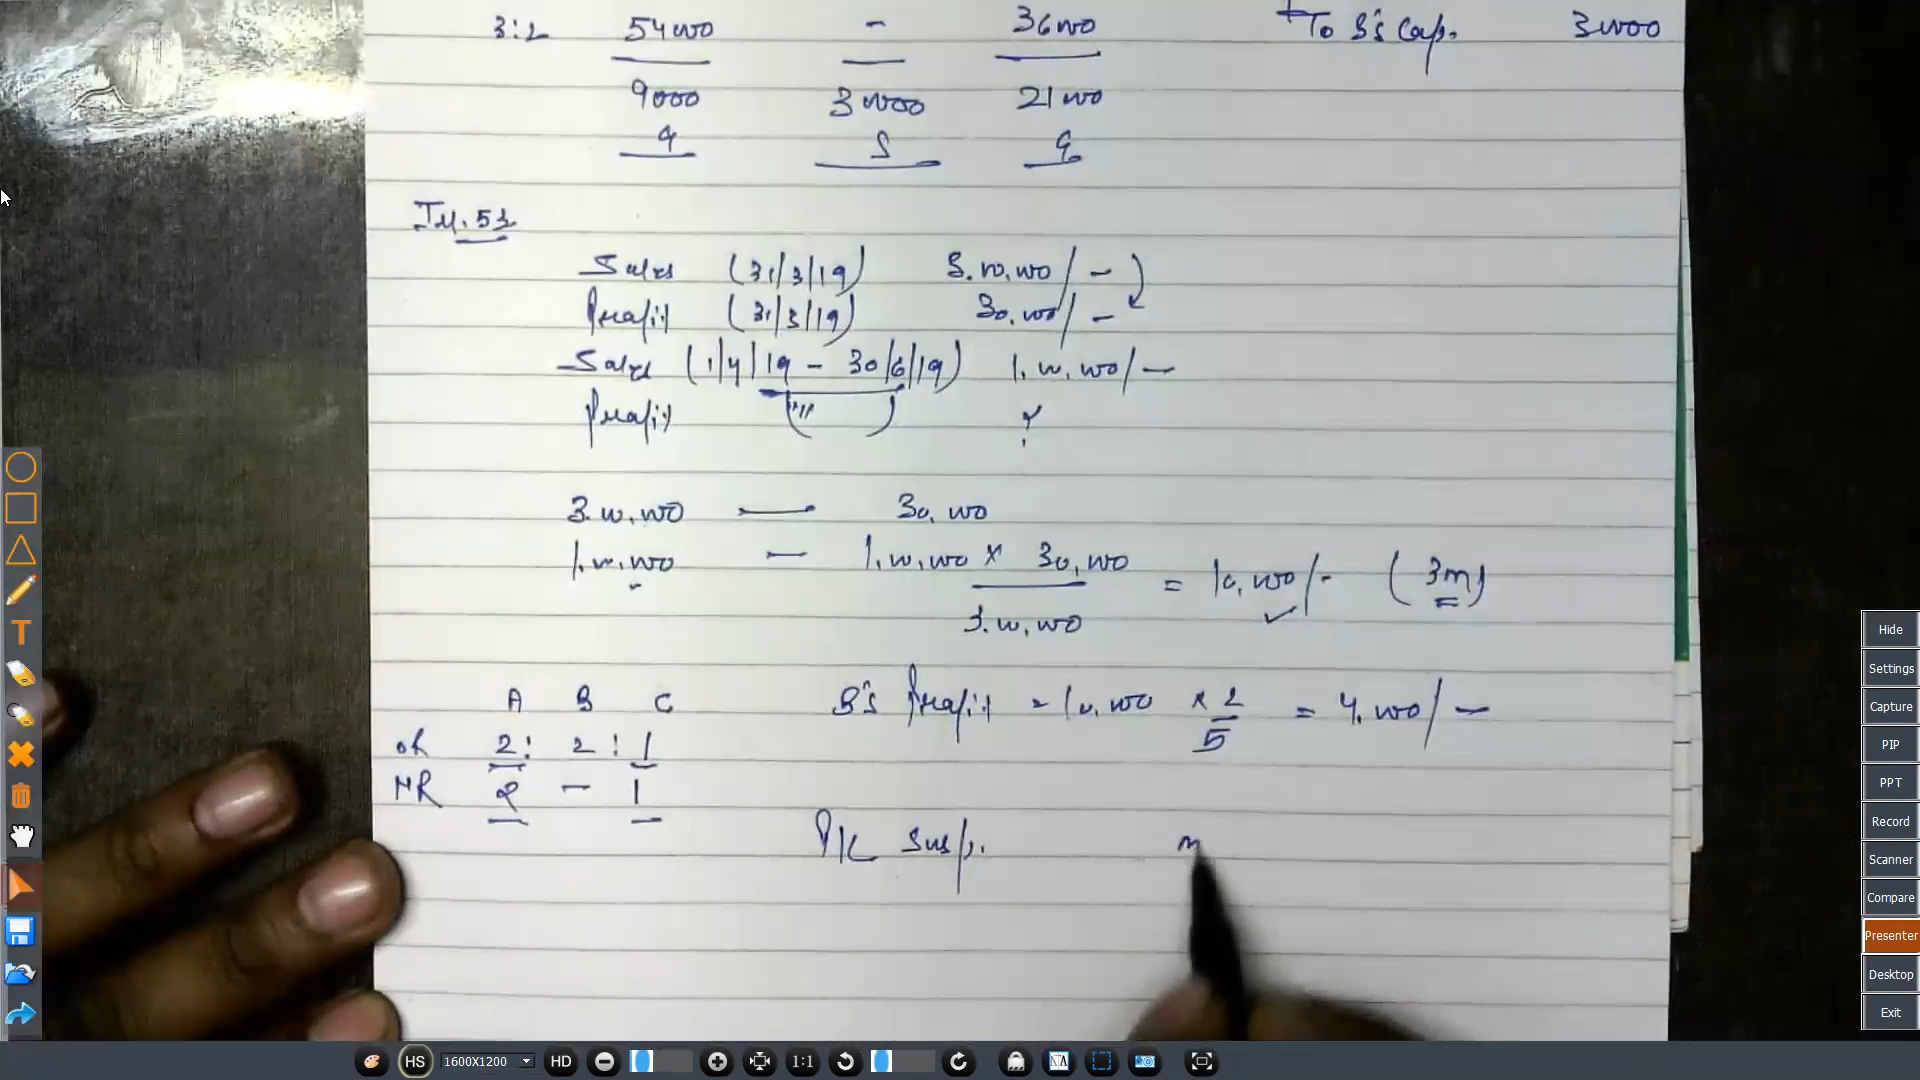 3:2 54000 - 36000 To B's Cap. 30000
9000 30000 21000
Ill. 53
Sales (31/3/19) 3,00,000/-
Profit (31/3/19) 30,000/-
Sales (1/4/19 - 30/6/19) 1,00,000/-
Profit ( " ) ?
3,00,000 — 30,000
1,00,000 — 1,00,000 x 30,000 = 10,000/- (3m)
3,00,000
A B C B's Profit = 10,000 x 2/5 = 4,000/-
OR 2: 2: 1
NR 2 - 1
P/L Susp.
Hide
Settings
Capture
PIP
PPT
Record
Scanner
Compare
Presenter
Desktop
Exit
T
HS 1600X1200 HD 1:1